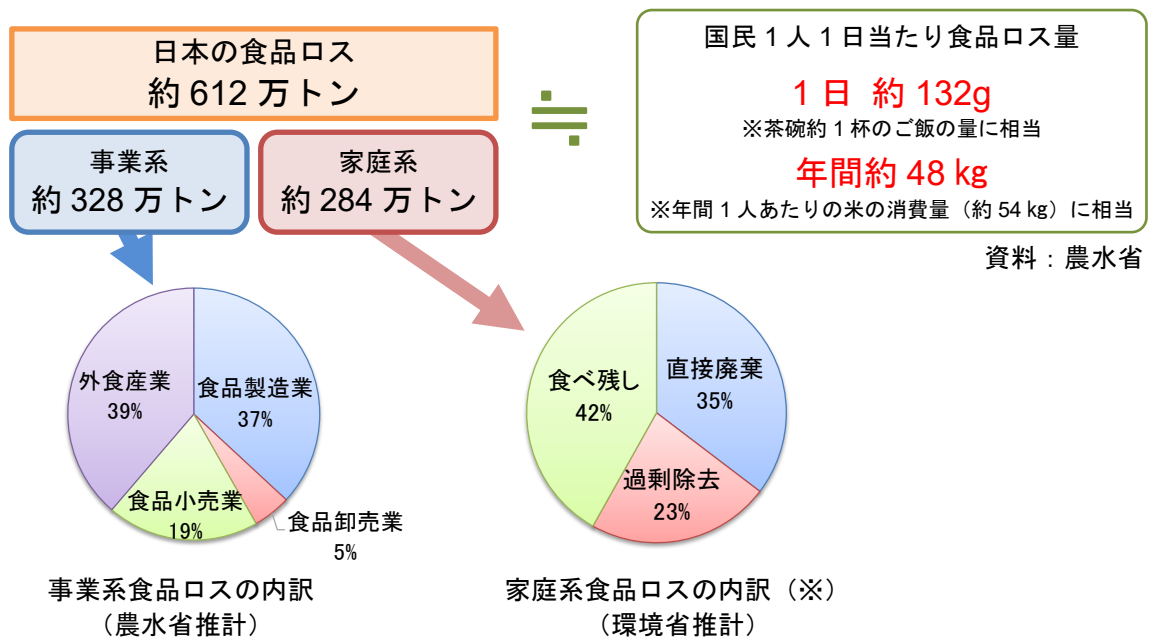 日本の食品ロス
約 612 万トン
事業系
約 328 万トン
家庭系
約 284 万トン
≒
国民 1 人 1 日当たり食品ロス量
1 日 約 132g
※茶碗約 1 杯のご飯の量に相当
年間約 48 ㎏
※年間 1 人あたりの米の消費量（約 54 ㎏）に相当
資料：農水省
外食産業
39%
食品製造業
37%
食品小売業
19%
食品卸売業
5%
事業系食品ロスの内訳
（農水省推計）
食べ残し
42%
直接廃棄
35%
過剰除去
23%
家庭系食品ロスの内訳（※）
（環境省推計）